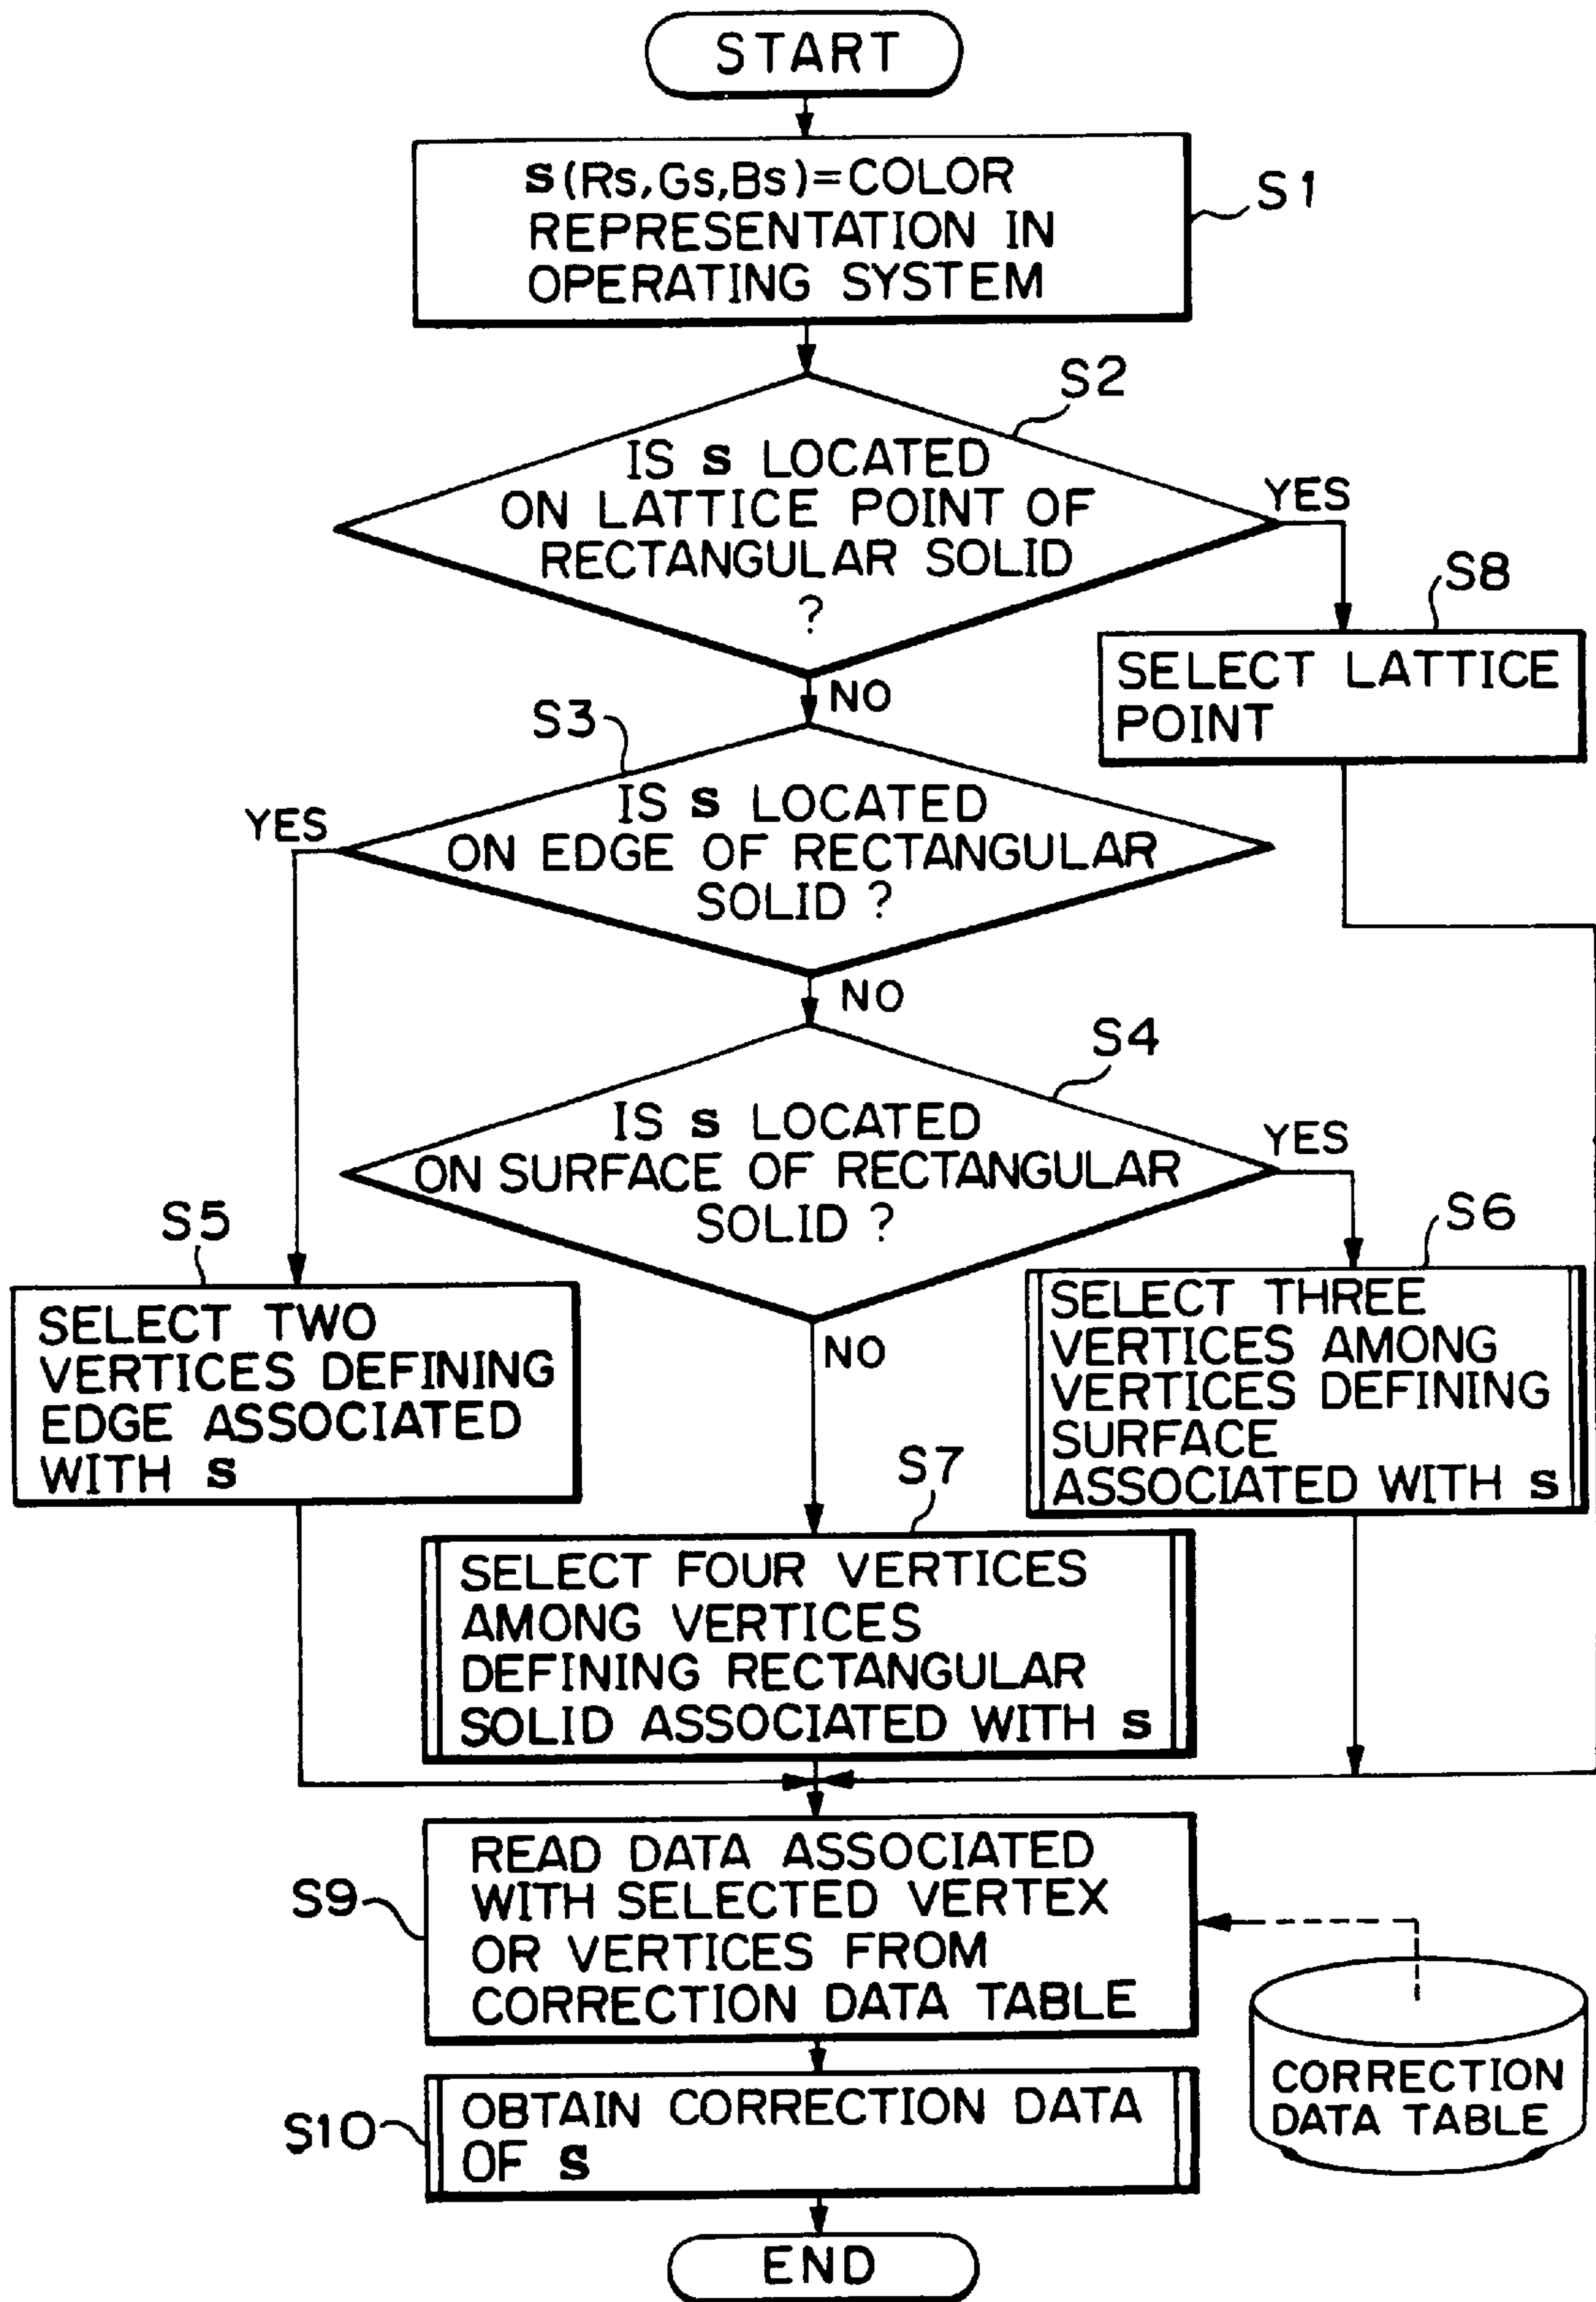 START
s(Rs,Gs,Bs)=COLOR
REPRESENTATION IN
OPERATING SYSTEM
S1
S2
IS s LOCATED
ON LATTICE POINT OF
RECTANGULAR SOLID
?
YES
NO
S8
SELECT LATTICE
POINT
S3
IS s LOCATED
ON EDGE OF RECTANGULAR
SOLID ?
YES
NO
S4
IS s LOCATED
ON SURFACE OF RECTANGULAR
SOLID ?
YES
NO
S5
SELECT TWO
VERTICES DEFINING
EDGE ASSOCIATED
WITH s
S6
SELECT THREE
VERTICES AMONG
VERTICES DEFINING
SURFACE
ASSOCIATED WITH s
S7
SELECT FOUR VERTICES
AMONG VERTICES
DEFINING RECTANGULAR
SOLID ASSOCIATED WITH s
S9
READ DATA ASSOCIATED
WITH SELECTED VERTEX
OR VERTICES FROM
CORRECTION DATA TABLE
CORRECTION
DATA TABLE
S10
OBTAIN CORRECTION DATA
OF s
END